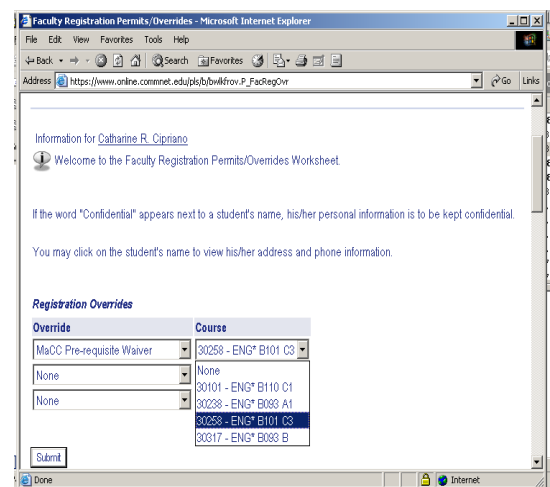 Faculty Registration Permits/Overrides - Microsoft Internet Explorer
File Edit View Favorites Tools Help
Back Search Favorites
Address https://www.online.commnet.edu/pls/b/bwlkfrov.P_FacRegOvr Go Links
Information for Catharine R. Cipriano
Welcome to the Faculty Registration Permits/Overrides Worksheet.
If the word "Confidential" appears next to a student's name, his/her personal information is to be kept confidential.
You may click on the student's name to view his/her address and phone information.
Registration Overrides
Override Course
MaCC Pre-requisite Waiver 30258 - ENG* B101 C3
None None
30101 - ENG* B110 C1
None 30238 - ENG* B093 A1
30258 - ENG* B101 C3
30317 - ENG* B093 B
Submit
Done Internet